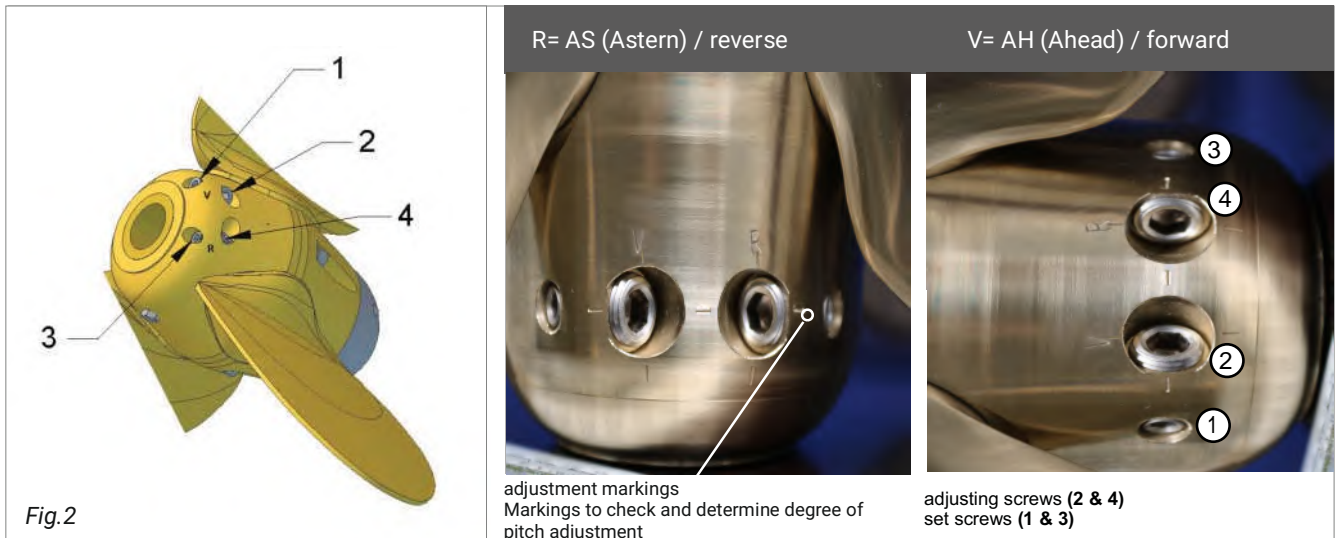 1
2
4
3
V
R
Fig.2
R= AS (Astern) / reverse
V= AH (Ahead) / forward
V
R
adjustment markings
Markings to check and determine degree of
pitch adjustment
3
4
R
2
V
1
adjusting screws (2 & 4)
set screws (1 & 3)